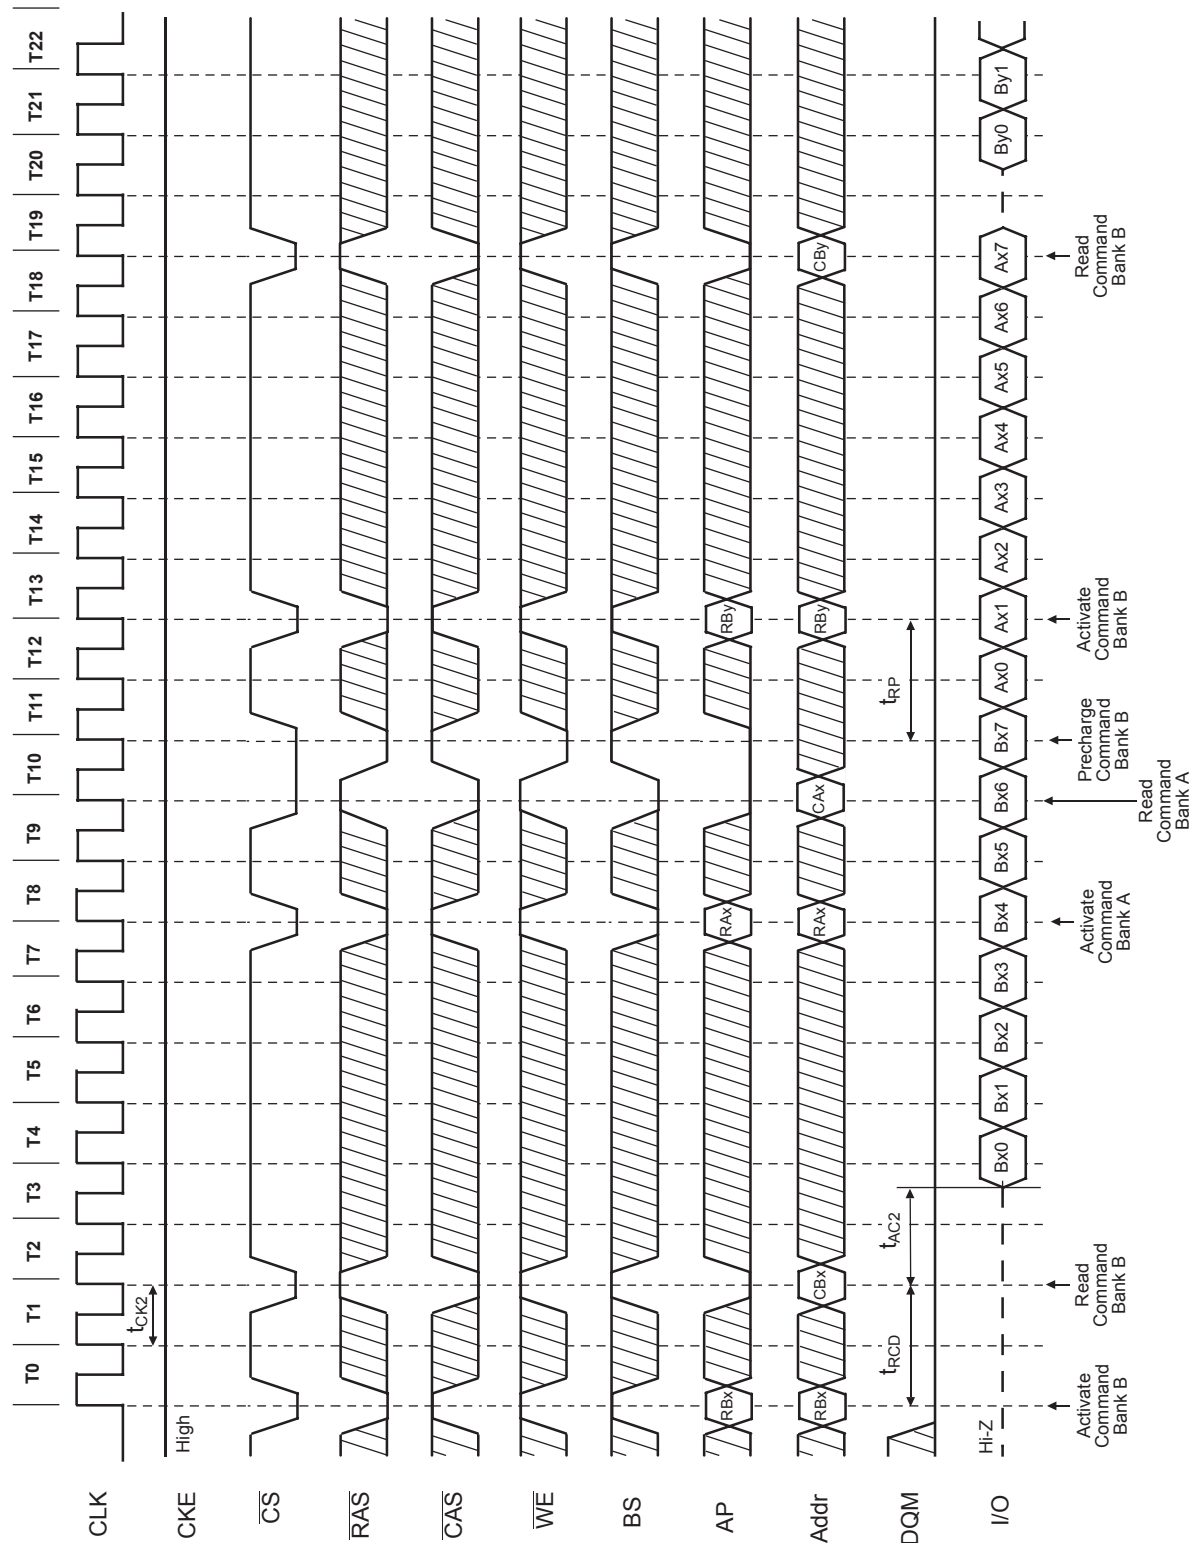 T0 T1 T2 T3 T4 T5 T6 T7 T8 T9 T10 T11 T12 T13 T14 T15 T16 T17 T18 T19 T20 T21 T22
CLK
tCK2
CKE
High
CS
RAS
CAS
WE
BS
AP
RBx RAx RBy
Addr
RBx CBx RAx CAx RBy CBy
DQM
tRCD tAC2 tRP
I/O
Hi-Z
Bx0 Bx1 Bx2 Bx3 Bx4 Bx5 Bx6 Bx7 Ax0 Ax1 Ax2 Ax3 Ax4 Ax5 Ax6 Ax7 By0 By1
Activate
Command
Bank B
Read
Command
Bank B
Activate
Command
Bank A
Read
Command
Bank A
Precharge
Command
Bank B
Activate
Command
Bank B
Read
Command
Bank B